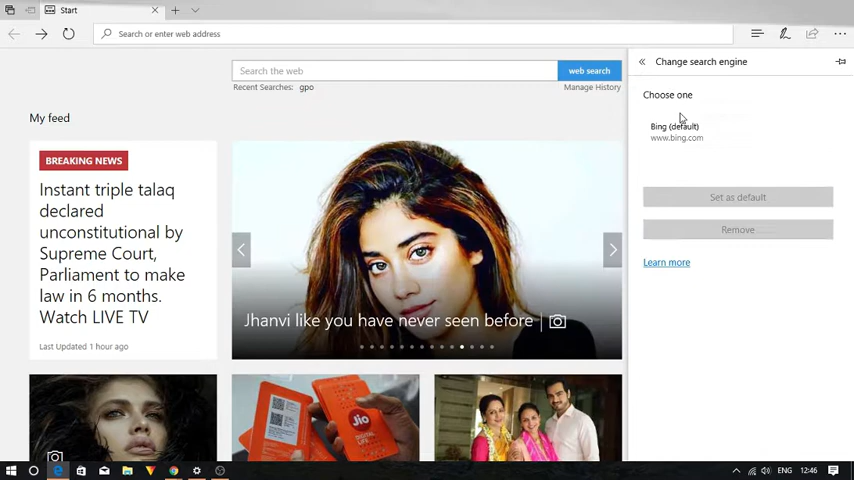 Start
Search or enter web address
Change search engine
Search the web
web search
Choose one
Recent Searches: gpo
Manage History
My feed
Bing (default)
www.bing.com
BREAKING NEWS
Instant triple talaq
declared
unconstitutional by
Supreme Court,
Parliament to make
law in 6 months.
Watch LIVE TV
Last Updated 1 hour ago
Set as default
Remove
Learn more
Jhanvi like you have never seen before
Jio
DIGITAL
LIFE
ENG
12:46